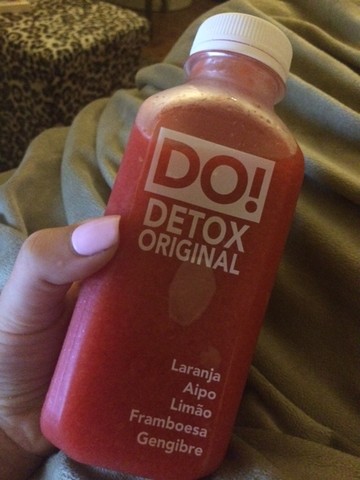 DO!
DETOX
ORIGINAL
Laranja
Aipo
Limão
Framboesa
Gengibre